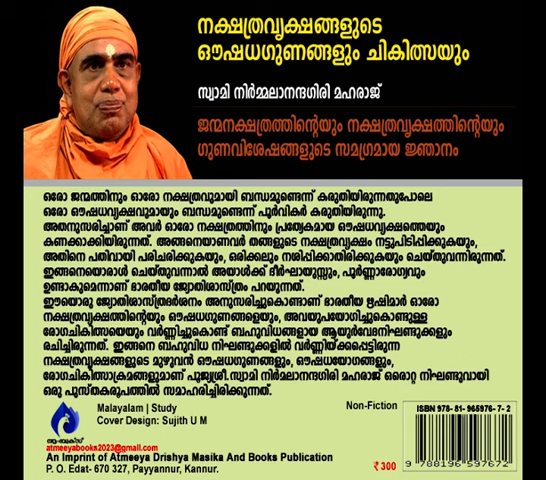 നക്ഷത്രവൃക്ഷങ്ങളുടെ
ഔഷധഗുണങ്ങളും ചികിത്സയും
സ്വാമി നിർമ്മലാനന്ദഗിരി മഹരാജ്
ജന്മനക്ഷത്രത്തിന്റെയും നക്ഷത്രവൃക്ഷത്തിന്റെയും
ഗുണവിശേഷങ്ങളുടെ സമഗ്രമായ ജ്ഞാനം
ഒരോ ജന്മത്തിനും ഓരോ നക്ഷത്രവുമായി ബന്ധമുണ്ടെന്ന് കരുതിയിരുന്നതുപോലെ
ഒരോ ഔഷധവൃക്ഷവുമായും ബന്ധമുണ്ടെന്ന് പൂർവികർ കരുതിയിരുന്നു.
അതനുസരിച്ചാണ് അവർ ഓരോ നക്ഷത്രത്തിനും പ്രത്യേകമായ ഔഷധവൃക്ഷത്തെയും
കണക്കാക്കിയിരുന്നത്. അങ്ങനെയാണവർ തങ്ങളുടെ നക്ഷത്രവൃക്ഷം നട്ടുപിടിപ്പിക്കുകയും,
അതിനെ പതിവായി പരിചരിക്കുകയും, ഒരിക്കലും നശിപ്പിക്കാതിരിക്കുകയും ചെയ്തുവന്നിരുന്നത്.
ഇങ്ങനെയൊരാൾ ചെയ്തുവന്നാൽ അയാൾക്ക് ദീർഘായുസ്സും, പൂർണ്ണാരോഗ്യവും
ഉണ്ടാകുമെന്നാണ് ഭാരതീയ ജ്യോതിശാസ്ത്രം പറയുന്നത്.
ഈയൊരു ജ്യോതിശാസ്ത്രദർശനം അനുസരിച്ചുകൊണ്ടാണ് ഭാരതീയ ഋഷിമാർ ഓരോ
നക്ഷത്രവൃക്ഷത്തിന്റെയും ഔഷധഗുണങ്ങളെയും, അവയുപയോഗിച്ചുകൊണ്ടുള്ള
രോഗചികിത്സയെയും വർണ്ണിച്ചുകൊണ്ട് ബഹുവിധങ്ങളായ ആയുർവേദനിഘണ്ടുക്കളും
രചിച്ചിരുന്നത്. ഇങ്ങനെ ബഹുവിധ നിഘണ്ടുക്കളിൽ വർണ്ണിയ്ക്കപ്പെട്ടിരുന്ന
നക്ഷത്രവൃക്ഷങ്ങളുടെ മുഴുവൻ ഔഷധഗുണങ്ങളും, ഔഷധയോഗങ്ങളും,
രോഗചികിത്സാക്രമങ്ങളുമാണ് പൂജ്യശ്രീ.സ്വാമി നിർമലാനന്ദഗിരി മഹരാജ് ഒരൊറ്റ നിഘണ്ടുവായി
ഒരു പുസ്തകരൂപത്തിൽ സമാഹരിച്ചിരിക്കുന്നത്.
Malayalam | Study
Cover Design: Sujith U M
Non-Fiction
ISBN 978- 81- 965976- 7- 2
atmeeyabooks2023@gmail.com
An Imprint of Atmeeya Drishya Masika And Books Publication
P. O. Edat- 670 327, Payyannur, Kannur.
₹ 300
9 788196 597672